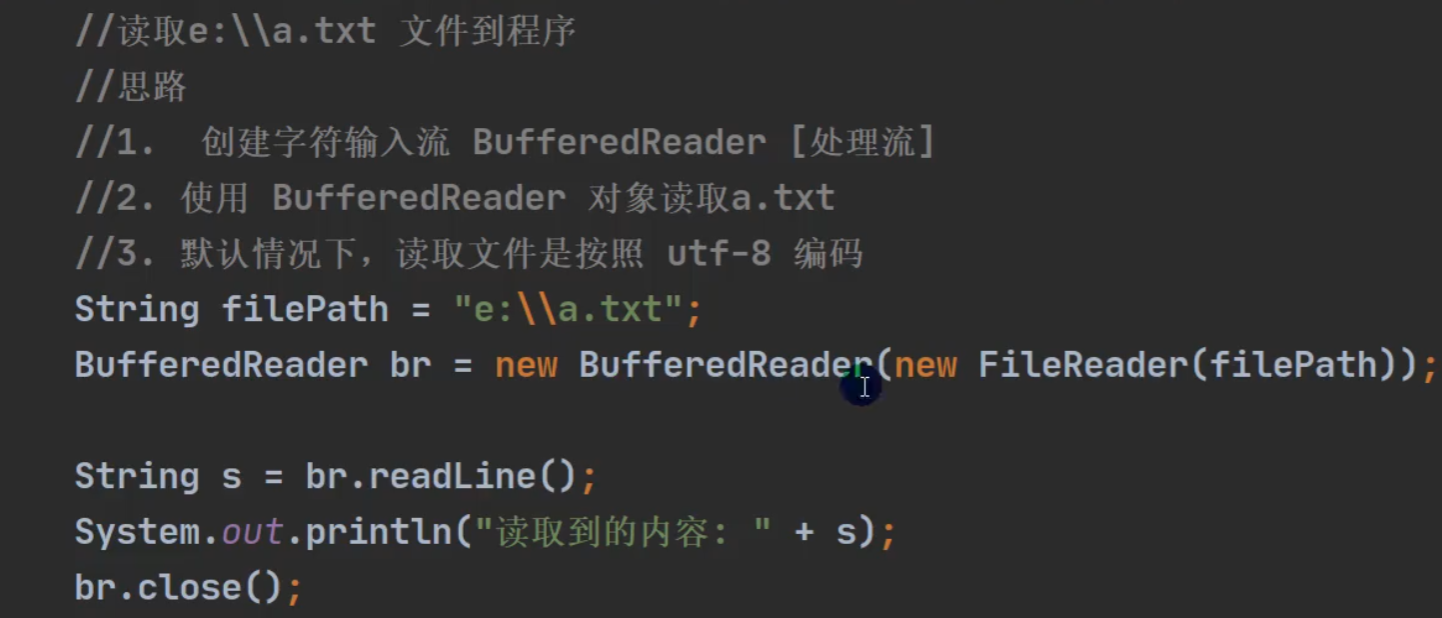 //读取e:\\a.txt 文件到程序
//思路
//1.  创建字符输入流 BufferedReader [处理流]
//2. 使用 BufferedReader 对象读取a.txt
//3. 默认情况下，读取文件是按照 utf-8 编码
String filePath = "e:\\a.txt";
BufferedReader br = new BufferedReader(new FileReader(filePath));
String s = br.readLine();
System.out.println("读取到的内容: " + s);
br.close();